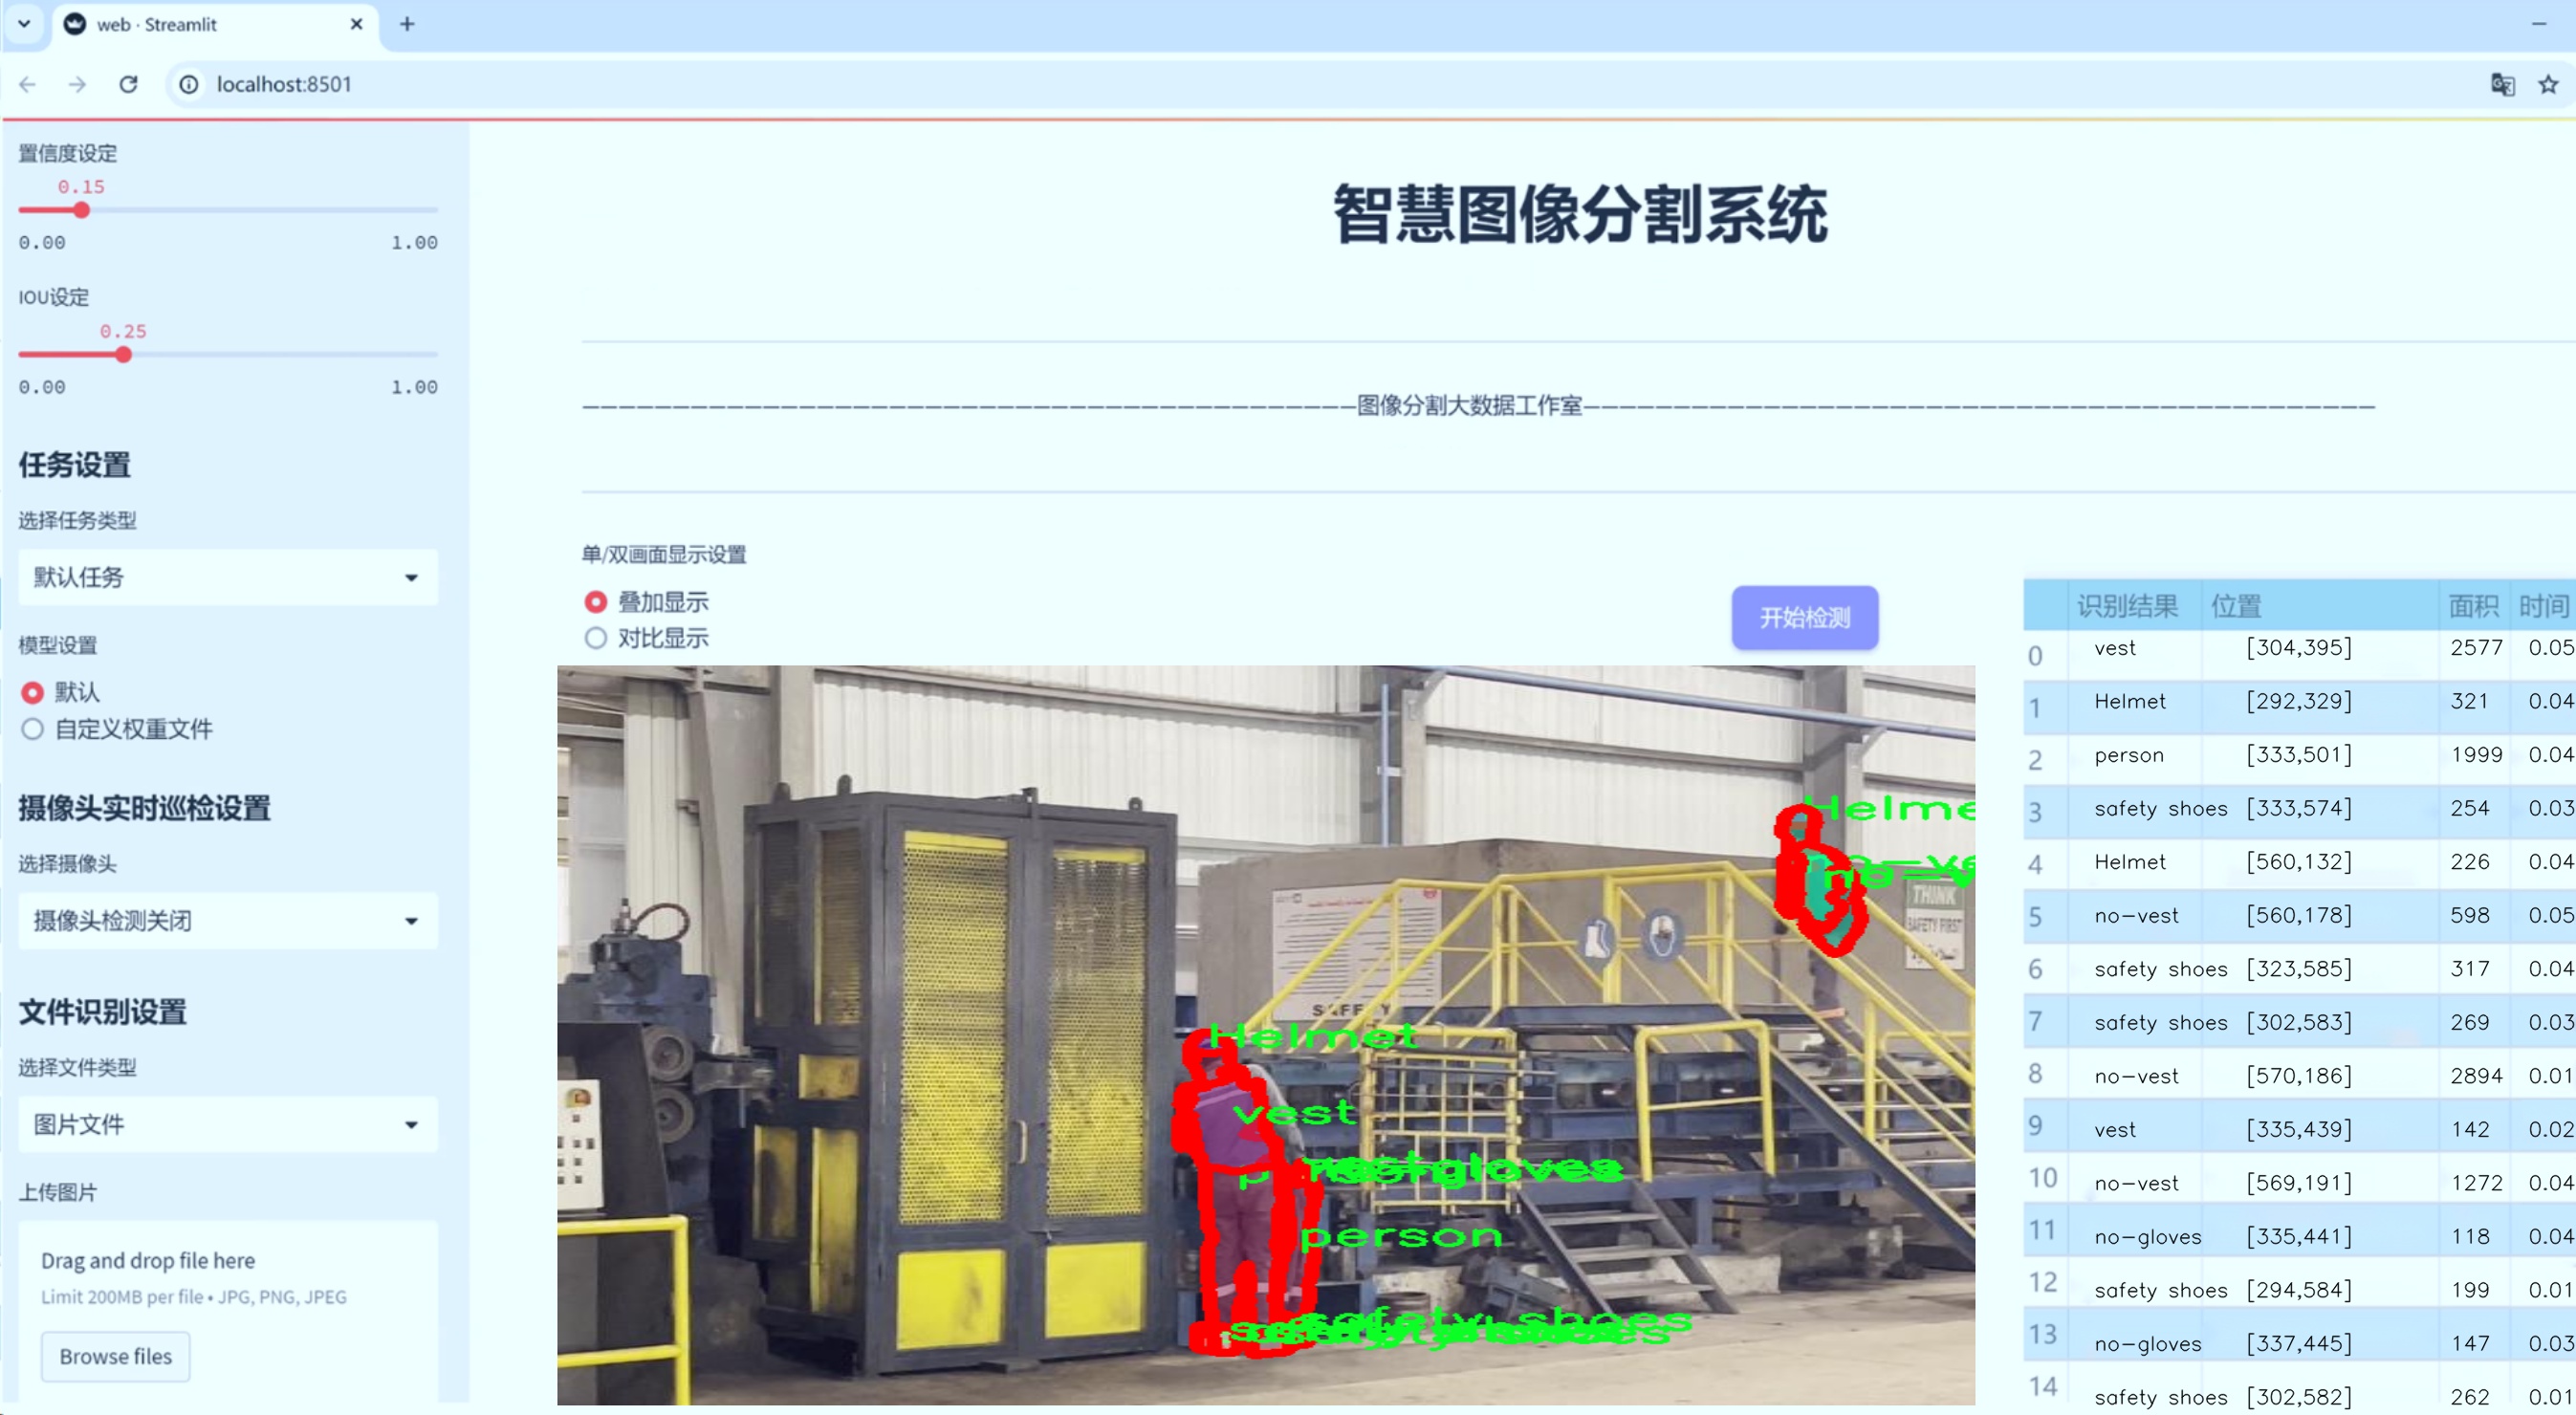 web · Streamlit
localhost:8501
置信度设定
0.15
0.00 1.00
IOU设定
0.25
0.00 1.00
任务设置
选择任务类型
默认任务
模型设置
默认
自定义权重文件
摄像头实时巡检设置
选择摄像头
摄像头检测关闭
文件识别设置
选择文件类型
图片文件
上传图片
Drag and drop file here
Limit 200MB per file • JPG, PNG, JPEG
Browse files
智慧图像分割系统
———————————————————————————————————————————图像分割大数据工作室————————————————————————————————————————————
单/双画面显示设置
叠加显示
对比显示
开始检测
Helme
no-ve
THINK
SAFETY FIRST
SAFETY
Helmet
vest
person
safety shoes
识别结果 位置 面积 时间
0 vest [304,395] 2577 0.05
1 Helmet [292,329] 321 0.04
2 person [333,501] 1999 0.04
3 safety shoes [333,574] 254 0.03
4 Helmet [560,132] 226 0.04
5 no-vest [560,178] 598 0.05
6 safety shoes [323,585] 317 0.04
7 safety shoes [302,583] 269 0.03
8 no-vest [570,186] 2894 0.01
9 vest [335,439] 142 0.02
10 no-vest [569,191] 1272 0.04
11 no-gloves [335,441] 118 0.04
12 safety shoes [294,584] 199 0.01
13 no-gloves [337,445] 147 0.03
14 safety shoes [302,582] 262 0.01